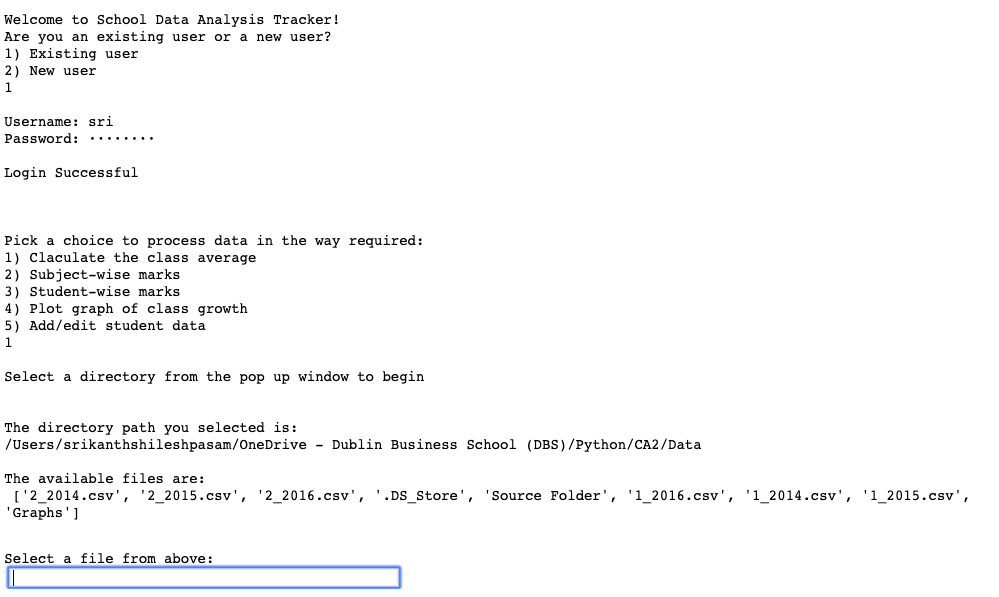 Welcome to School Data Analysis Tracker!
Are you an existing user or a new user?
1) Existing user
2) New user
1
Username: sri
Password: ········
Login Successful
Pick a choice to process data in the way required:
1) Claculate the class average
2) Subject-wise marks
3) Student-wise marks
4) Plot graph of class growth
5) Add/edit student data
1
Select a directory from the pop up window to begin
The directory path you selected is:
/Users/srikanthshileshpasam/OneDrive - Dublin Business School (DBS)/Python/CA2/Data
The available files are:
['2_2014.csv', '2_2015.csv', '2_2016.csv', '.DS_Store', 'Source Folder', '1_2016.csv', '1_2014.csv', '1_2015.csv',
'Graphs']
Select a file from above: